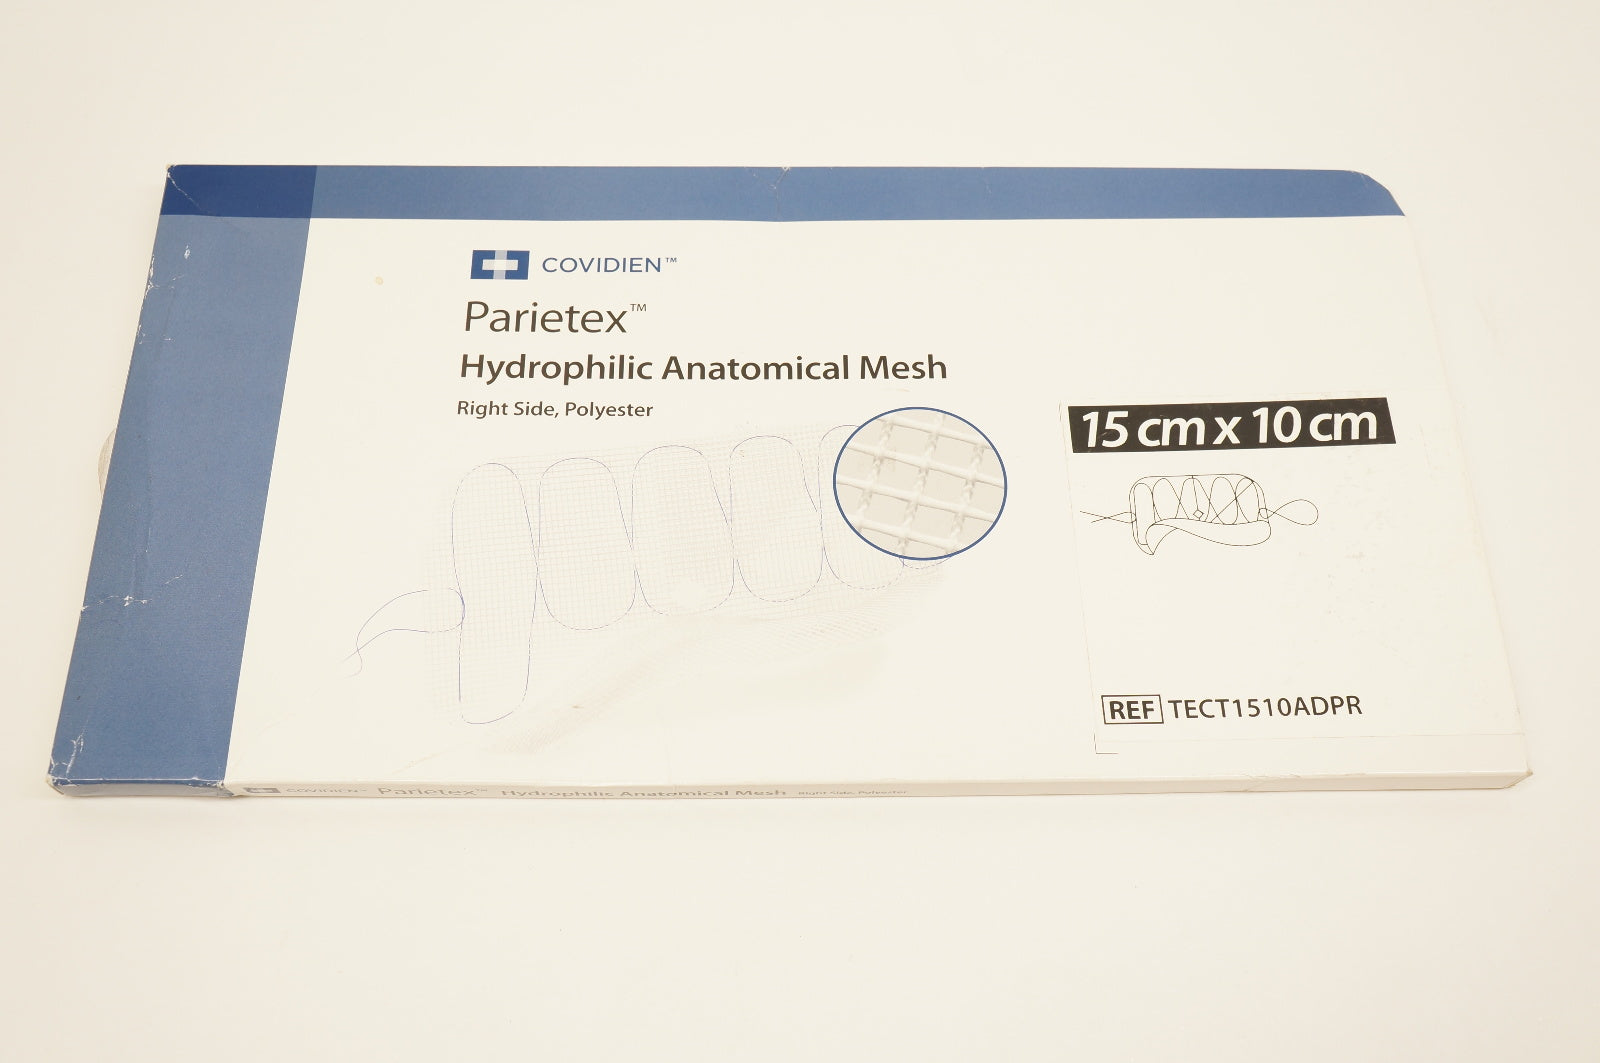 COVIDIEN™
Parietex™
Hydrophilic Anatomical Mesh
Right Side, Polyester
15 cm x 10 cm
REF TECT1510ADPR
COVIDIEN™ Parietex™ Hydrophilic Anatomical Mesh Right Side, Polyester